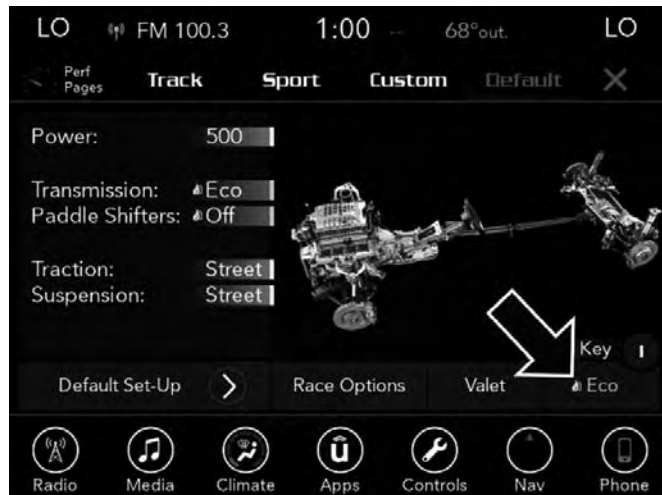 LO FM 100.3 1:00 68°out. LO
Perf Pages Track Sport Custom Default X
Power: 500
Transmission: Eco
Paddle Shifters: Off
Traction: Street
Suspension: Street
Key I
Default Set-Up Race Options Valet Eco
Radio Media Climate Apps Controls Nav Phone